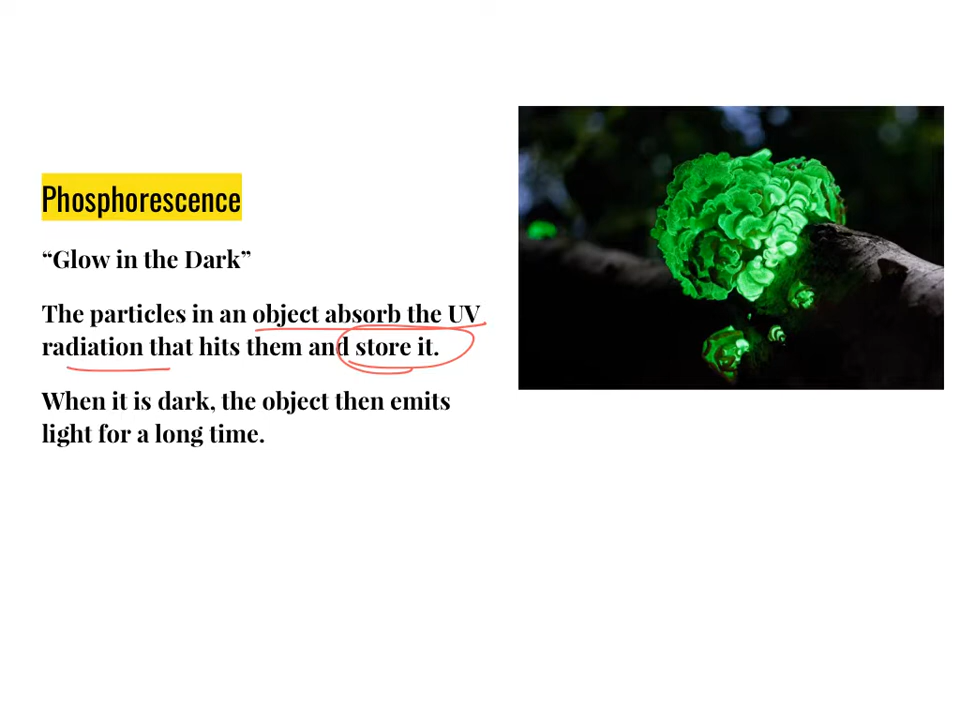 Phosphorescence
“Glow in the Dark”
The particles in an object absorb the UV
radiation that hits them and store it.
When it is dark, the object then emits
light for a long time.